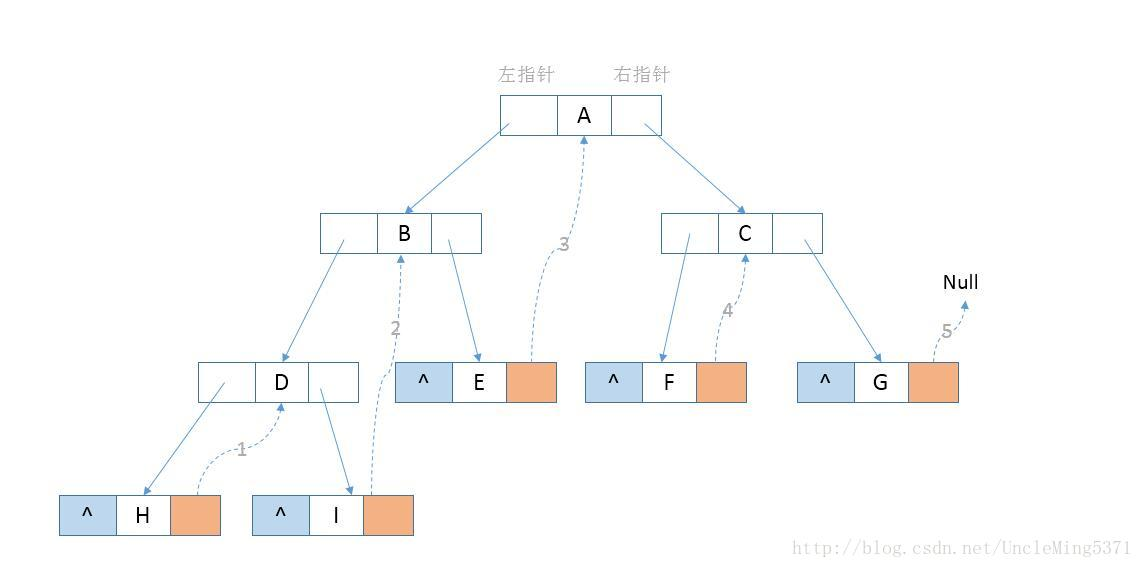 左指针 右指针
A
B 3 C
Null
2 4 5
^ E ^ F ^ G
D
1
^ H ^ I
http://blog.csdn.net/UncleMing5371